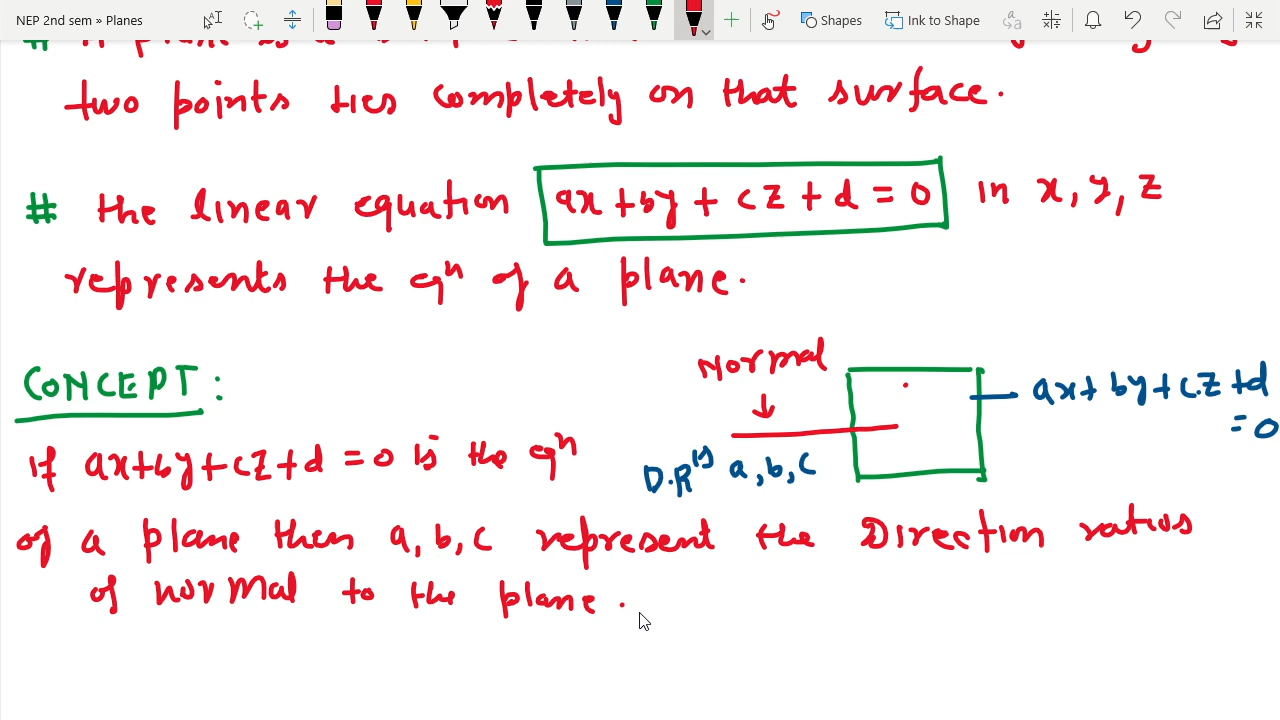 NEP 2nd sem » Planes
Shapes
Ink to Shape
two points lies completely on that surface.
# the linear equation ax+by+cz+d=0 in x, y, z
represents the eqⁿ of a plane.
CONCEPT:
Normal
ax+by+c.z+d
=0
If ax+by+cz+d=0 is the eqⁿ
D.R'ˢ a, b, c
of a plane then a, b, c represent the Direction ratios
of normal to the plane.